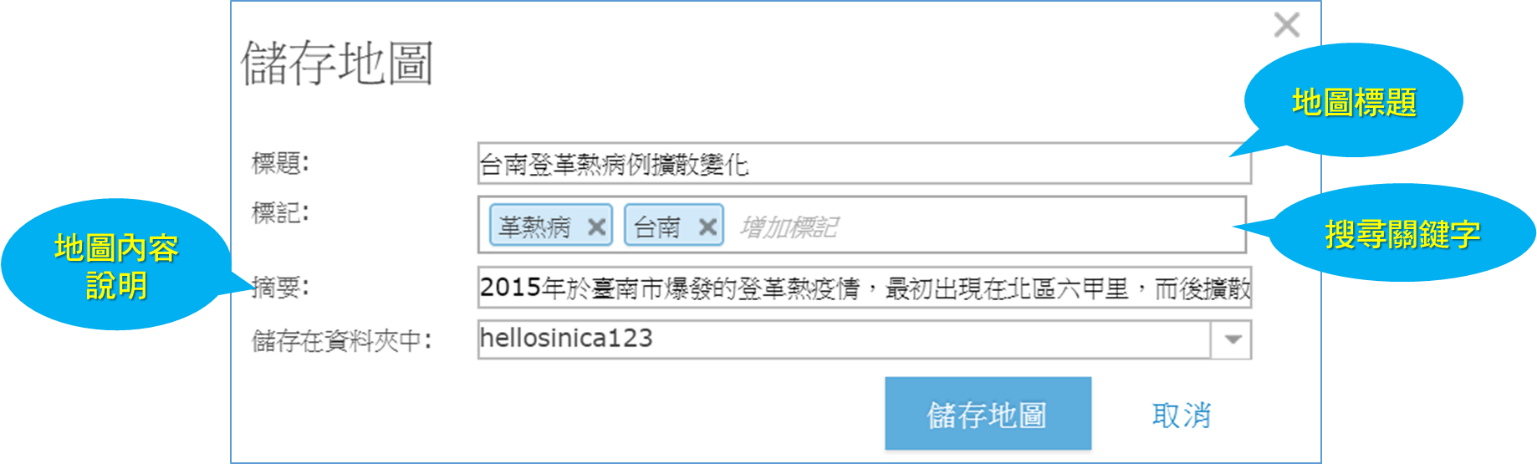 儲存地圖
地圖標題
標題:
台南登革熱病例擴散變化
標記:
革熱病
台南
增加標記
搜尋關鍵字
地圖內容
說明
摘要:
2015年於臺南市爆發的登革熱疫情，最初出現在北區六甲里，而後擴散
儲存在資料夾中:
hellosinica123
儲存地圖
取消